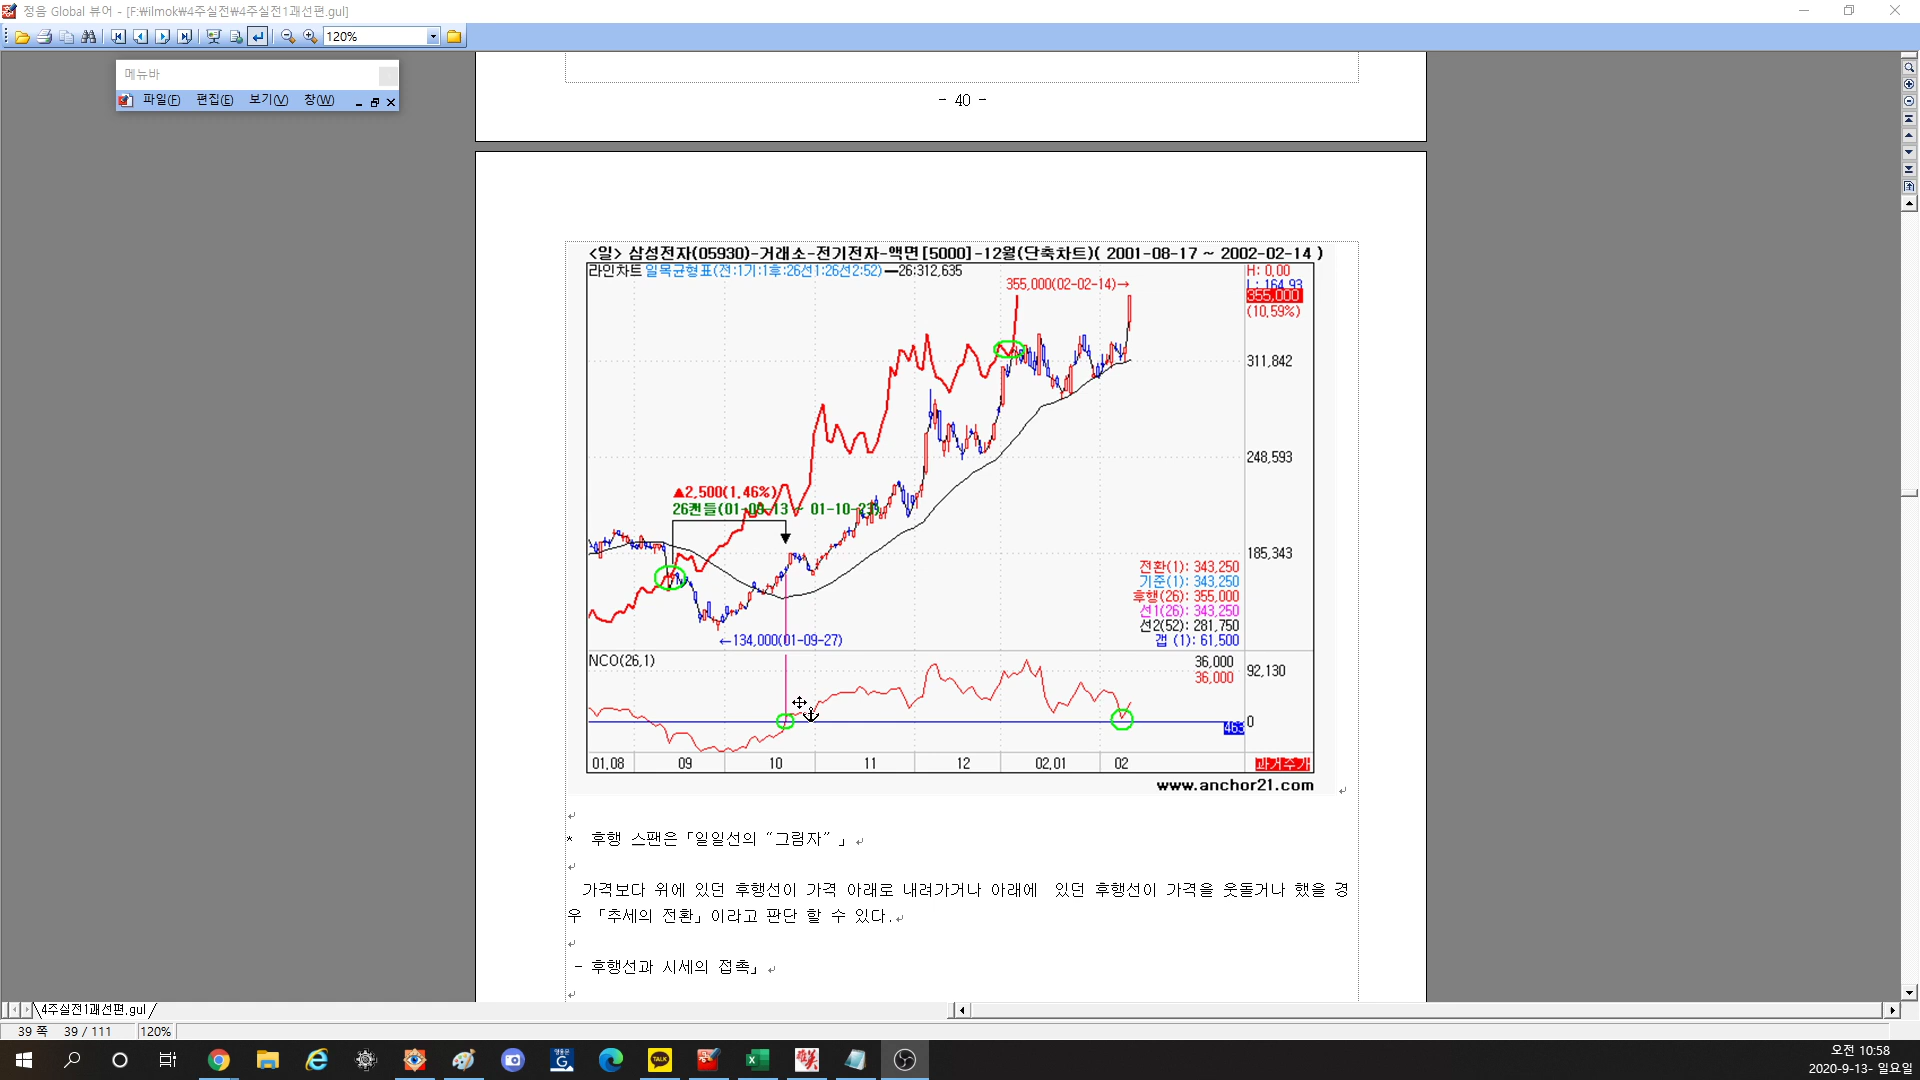 정음 Global 뷰어 - [F:\ilmok\4주실전\4주실전1괘선편.gul]
120%
메뉴바
파일(F) 편집(E) 보기(V) 창(W)
- 40 -
<일> 삼성전자(05930)-거래소-전기전자-액면[5000]-12월(단축차트)( 2001-08-17 ~ 2002-02-14 )
라인차트 일목균형표(전:1기:1후:26선1:26선2:52) 26:312,635
H: 0.00
355,000(02-02-14)→
L: 164.93
355,000
(10.59%)
311,842
248,593
▲2,500(1.46%)
26캔들(01-09-13 ~ 01-10-23)
185,343
전환(1): 343,250
기준(1): 343,250
후행(26): 355,000
선1(26): 343,250
선2(52): 281,750
갭 (1): 61,500
←134,000(01-09-27)
NCO(26,1)
36,000
92,130
36,000
0
463
01.08 09 10 11 12 02.01 02 과거주가
www.anchor21.com
* 후행 스팬은「일일선의 “그림자” 」
가격보다 위에 있던 후행선이 가격 아래로 내려가거나 아래에 있던 후행선이 가격을 웃돌거나 했을 경
우 「추세의 전환」이라고 판단 할 수 있다.
- 후행선과 시세의 접촉」
4주실전1괘선편.gul
39 쪽 39 / 111 120%
오전 10:58
2020-9-13- 일요일